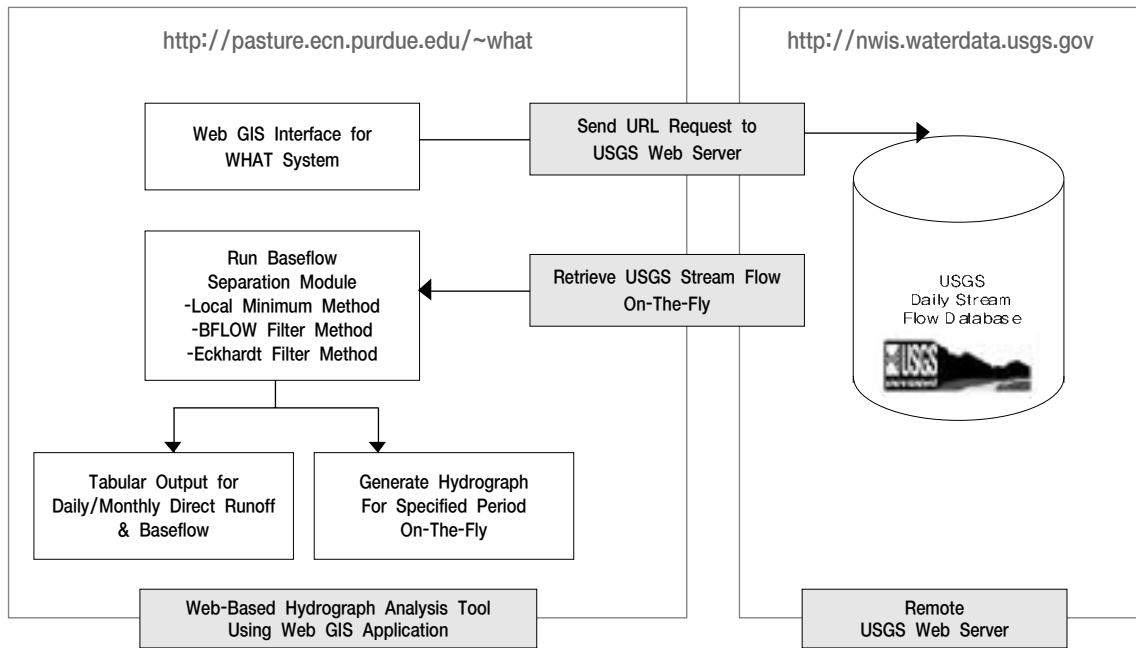 http://pasture.ecn.purdue.edu/~what
http://nwis.waterdata.usgs.gov
Web GIS Interface for
WHAT System
Send URL Request to
USGS Web Server
Run Baseflow
Separation Module
-Local Minimum Method
-BFLOW Filter Method
-Eckhardt Filter Method
Retrieve USGS Stream Flow
On-The-Fly
USGS
Daily Stream
Flow Database
USGS
Tabular Output for
Daily/Monthly Direct Runoff
& Baseflow
Generate Hydrograph
For Specified Period
On-The-Fly
Web-Based Hydrograph Analysis Tool
Using Web GIS Application
Remote
USGS Web Server